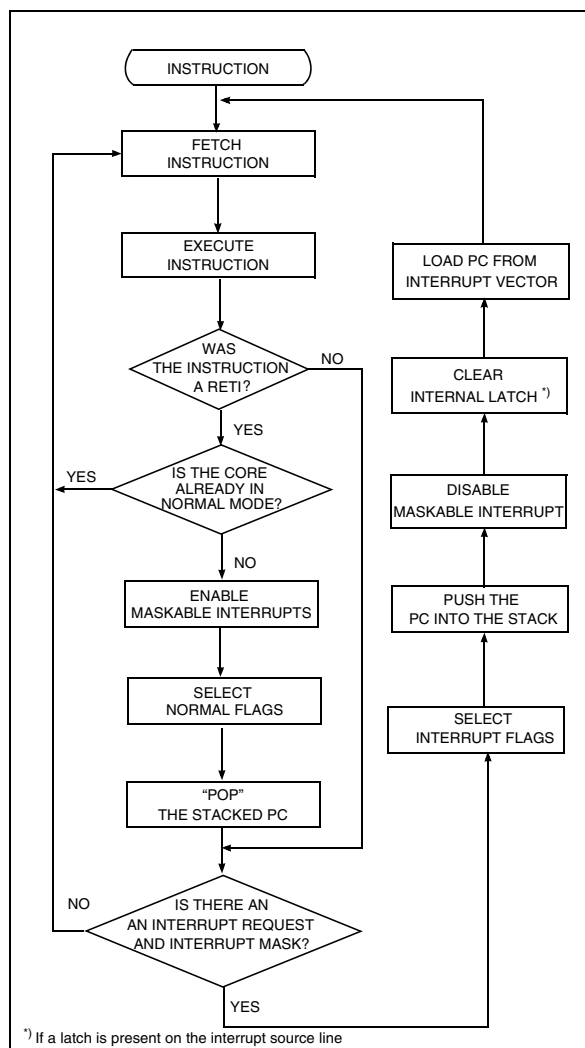 INSTRUCTION
FETCH
INSTRUCTION
EXECUTE
INSTRUCTION
WAS
THE INSTRUCTION
A RETI?
NO
YES
IS THE CORE
ALREADY IN
NORMAL MODE?
YES
NO
ENABLE
MASKABLE INTERRUPTS
SELECT
NORMAL FLAGS
“POP”
THE STACKED PC
IS THERE AN
AN INTERRUPT REQUEST
AND INTERRUPT MASK?
NO
YES
SELECT
INTERRUPT FLAGS
PUSH THE
PC INTO THE STACK
DISABLE
MASKABLE INTERRUPT
CLEAR
INTERNAL LATCH *)
LOAD PC FROM
INTERRUPT VECTOR
*) If a latch is present on the interrupt source line